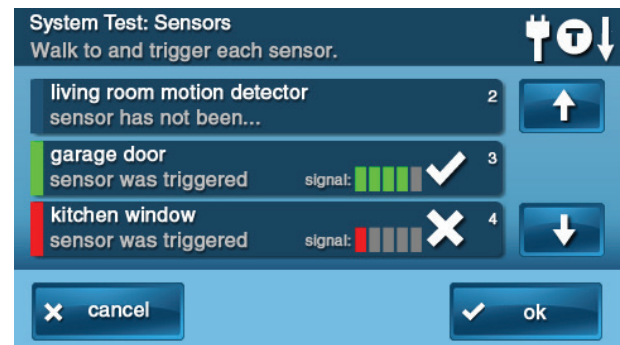 System Test: Sensors
Walk to and trigger each sensor.
T
living room motion detector 2
sensor has not been...
garage door 3
sensor was triggered signal:
kitchen window 4
sensor was triggered signal:
cancel ok